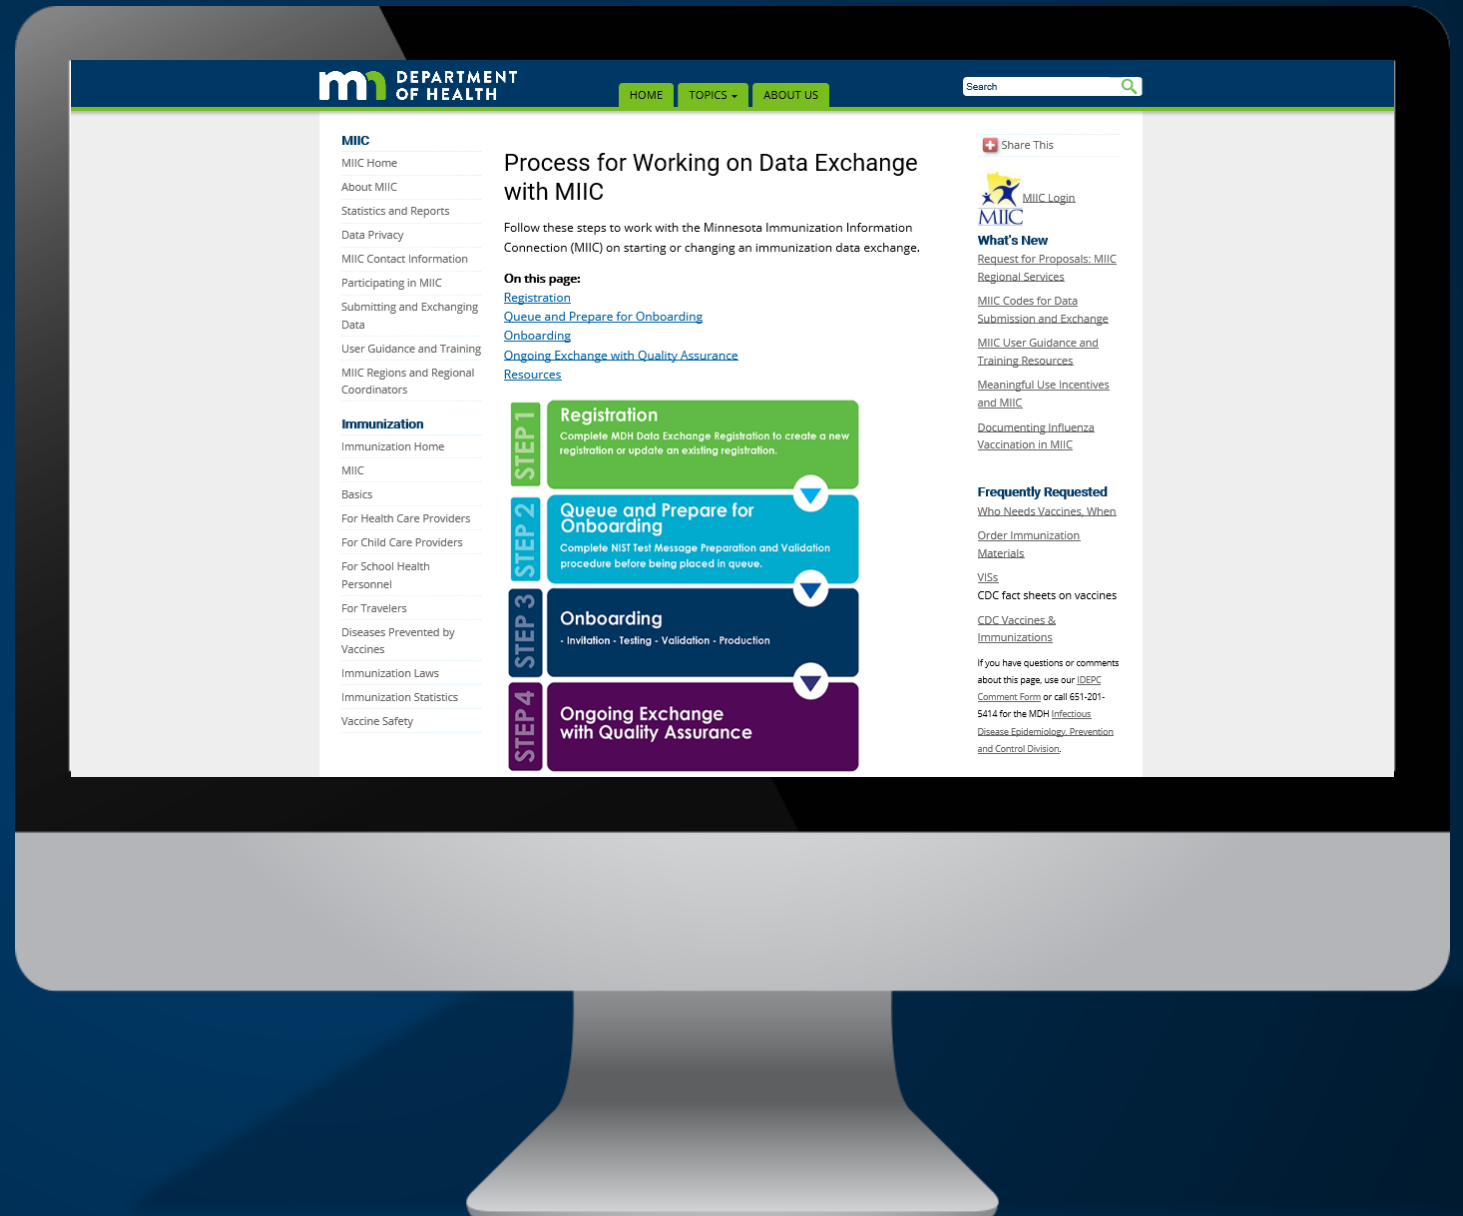 mn DEPARTMENT
OF HEALTH
HOME
TOPICS
ABOUT US
Search
MIIC
MIIC Home
About MIIC
Statistics and Reports
Data Privacy
MIIC Contact Information
Participating in MIIC
Submitting and Exchanging
Data
User Guidance and Training
MIIC Regions and Regional
Coordinators
Immunization
Immunization Home
MIIC
Basics
For Health Care Providers
For Child Care Providers
For School Health
Personnel
For Travelers
Diseases Prevented by
Vaccines
Immunization Laws
Immunization Statistics
Vaccine Safety
Process for Working on Data Exchange
with MIIC
Follow these steps to work with the Minnesota Immunization Information
Connection (MIIC) on starting or changing an immunization data exchange.
On this page:
Registration
Queue and Prepare for Onboarding
Onboarding
Ongoing Exchange with Quality Assurance
Resources
STEP 1
Registration
Complete MDH Data Exchange Registration to create a new
registration or update an existing registration.
STEP 2
Queue and Prepare for
Onboarding
Complete NIST Test Message Preparation and Validation
procedure before being placed in queue.
STEP 3
Onboarding
- Invitation - Testing - Validation - Production
STEP4
Ongoing Exchange
with Quality Assurance
Share This
MIIC
MIIC Login
What's New
Request for Proposals: MIIC
Regional Services
MIIC Codes for Data
Submission and Exchange
MIIC User Guidance and
Training Resources
Meaningful Use Incentives
and MIIC
Documenting Influenza
Vaccination in MIIC
Frequently Requested
Who Needs Vaccines, When
Order Immunization
Materials
VISs
CDC fact sheets on vaccines
CDC Vaccines &
Immunizations
If you have questions or comments
about this page, use our IDEPC
Comment Form or call 651-201-
5414 for the MDH Infectious
Disease Epidemiology, Prevention
and Control Division.